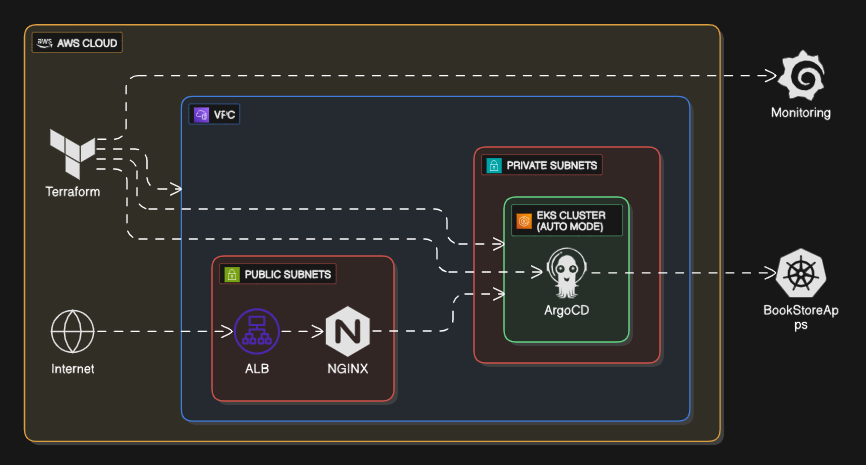 aws
AWS CLOUD
Monitoring
VPC
Terraform
PRIVATE SUBNETS
EKS CLUSTER
(AUTO MODE)
PUBLIC SUBNETS
ArgoCD
BookStoreAp
ps
Internet
ALB
N
NGINX